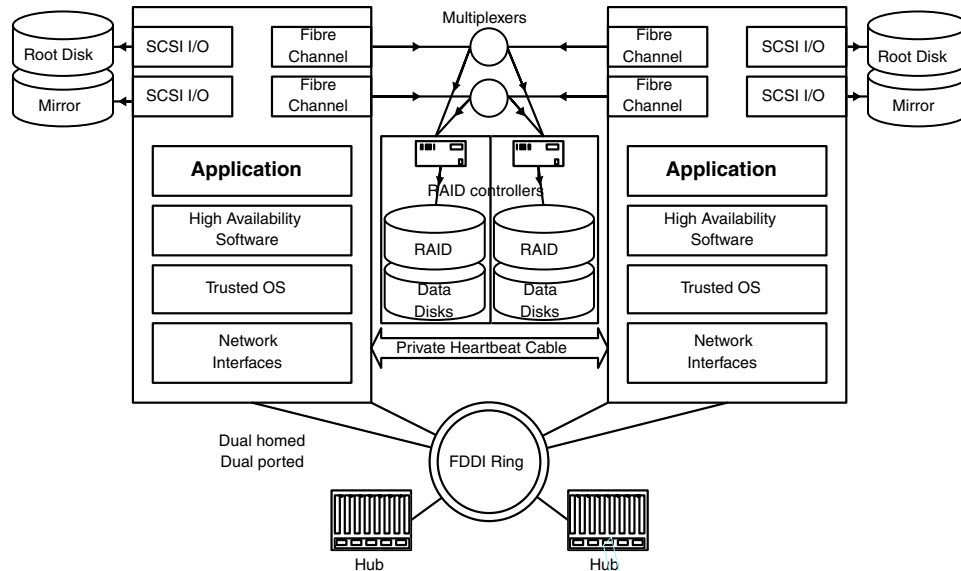 Multiplexers
Root Disk
Mirror
SCSI I/O
SCSI I/O
Fibre
Channel
Fibre
Channel
Application
High Availability
Software
Trusted OS
Network
Interfaces
RAID controllers
RAID
Data
Disks
RAID
Data
Disks
Private Heartbeat Cable
Fibre
Channel
Fibre
Channel
SCSI I/O
SCSI I/O
Root Disk
Mirror
Application
High Availability
Software
Trusted OS
Network
Interfaces
Dual homed
Dual ported
FDDI Ring
Hub
Hub